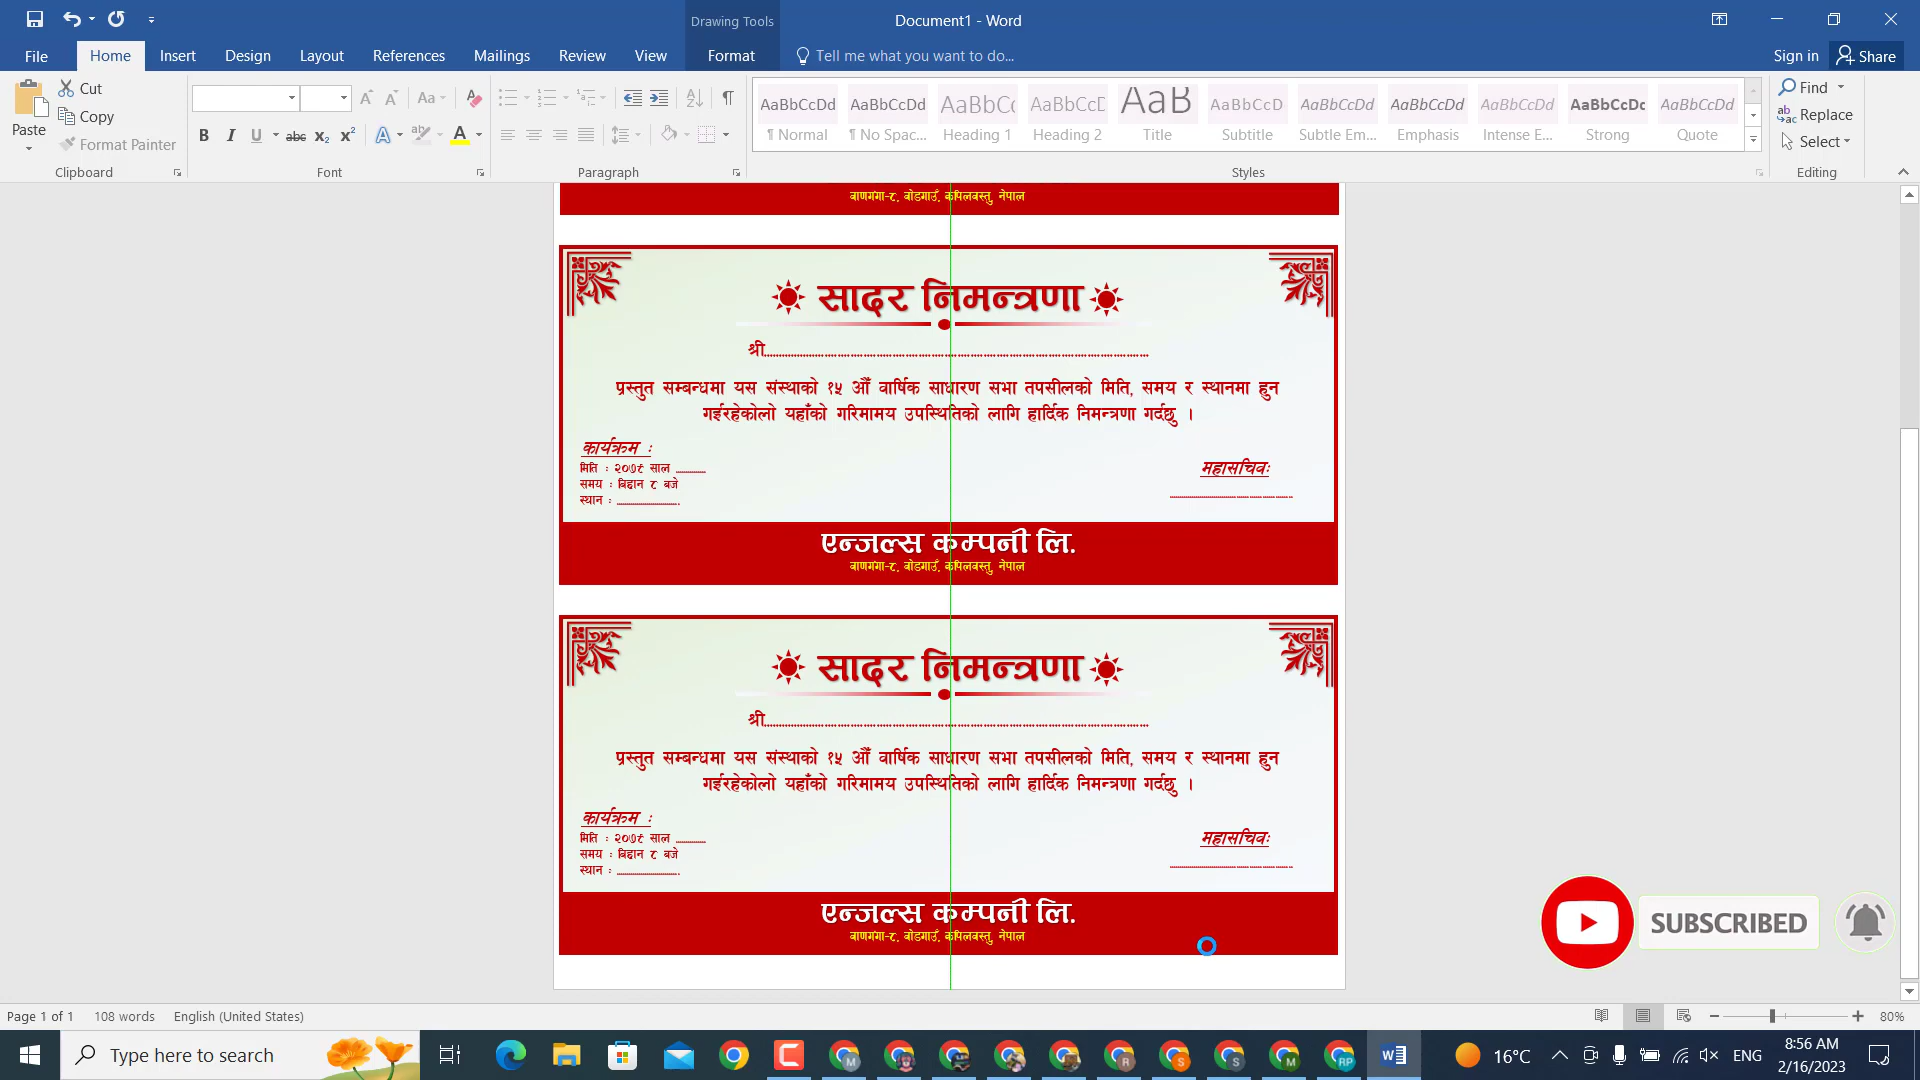 Drawing Tools
Document1 - Word
File
Home
Insert
Design
Layout
References
Mailings
Review
View
Format
Tell me what you want to do...
Sign in
Share
Paste
Cut
Copy
Format Painter
Clipboard
Font
Paragraph
AaBbCcDd
¶ Normal
AaBbCcDd
¶ No Spac...
AaBbCc
Heading 1
AaBbCcD
Heading 2
AaB
Title
AaBbCcD
Subtitle
AaBbCcDd
Subtle Em...
AaBbCcDd
Emphasis
AaBbCcDd
Intense E...
AaBbCcDc
Strong
AaBbCcDd
Quote
Styles
Find
Replace
Select
Editing
बाणगंगा-८, बोडगाउँ, कपिलवस्तु, नेपाल
सादर निमन्त्रणा
श्री..........
प्रस्तुत सम्बन्धमा यस संस्थाको १५ औँ वार्षिक साधारण सभा तपसीलको मिति, समय र स्थानमा हुन
गईरहेकोलो यहाँको गरिमामय उपस्थितिको लागि हार्दिक निमन्त्रणा गर्दछु ।
कार्यक्रम :
मिति : २०७९ साल ..........
समय : बिहान ८ बजे
स्थान : ..........
महासचिवः
एन्जल्स कम्पनी लि.
बाणगंगा-८, बोडगाउँ, कपिलवस्तु, नेपाल
सादर निमन्त्रणा
श्री..........
प्रस्तुत सम्बन्धमा यस संस्थाको १५ औँ वार्षिक साधारण सभा तपसीलको मिति, समय र स्थानमा हुन
गईरहेकोलो यहाँको गरिमामय उपस्थितिको लागि हार्दिक निमन्त्रणा गर्दछु ।
कार्यक्रम :
मिति : २०७९ साल ..........
समय : बिहान ८ बजे
स्थान : ..........
महासचिवः
एन्जल्स कम्पनी लि.
बाणगंगा-८, बोडगाउँ, कपिलवस्तु, नेपाल
SUBSCRIBED
Page 1 of 1
108 words
English (United States)
80%
Type here to search
16°C
ENG
8:56 AM
2/16/2023